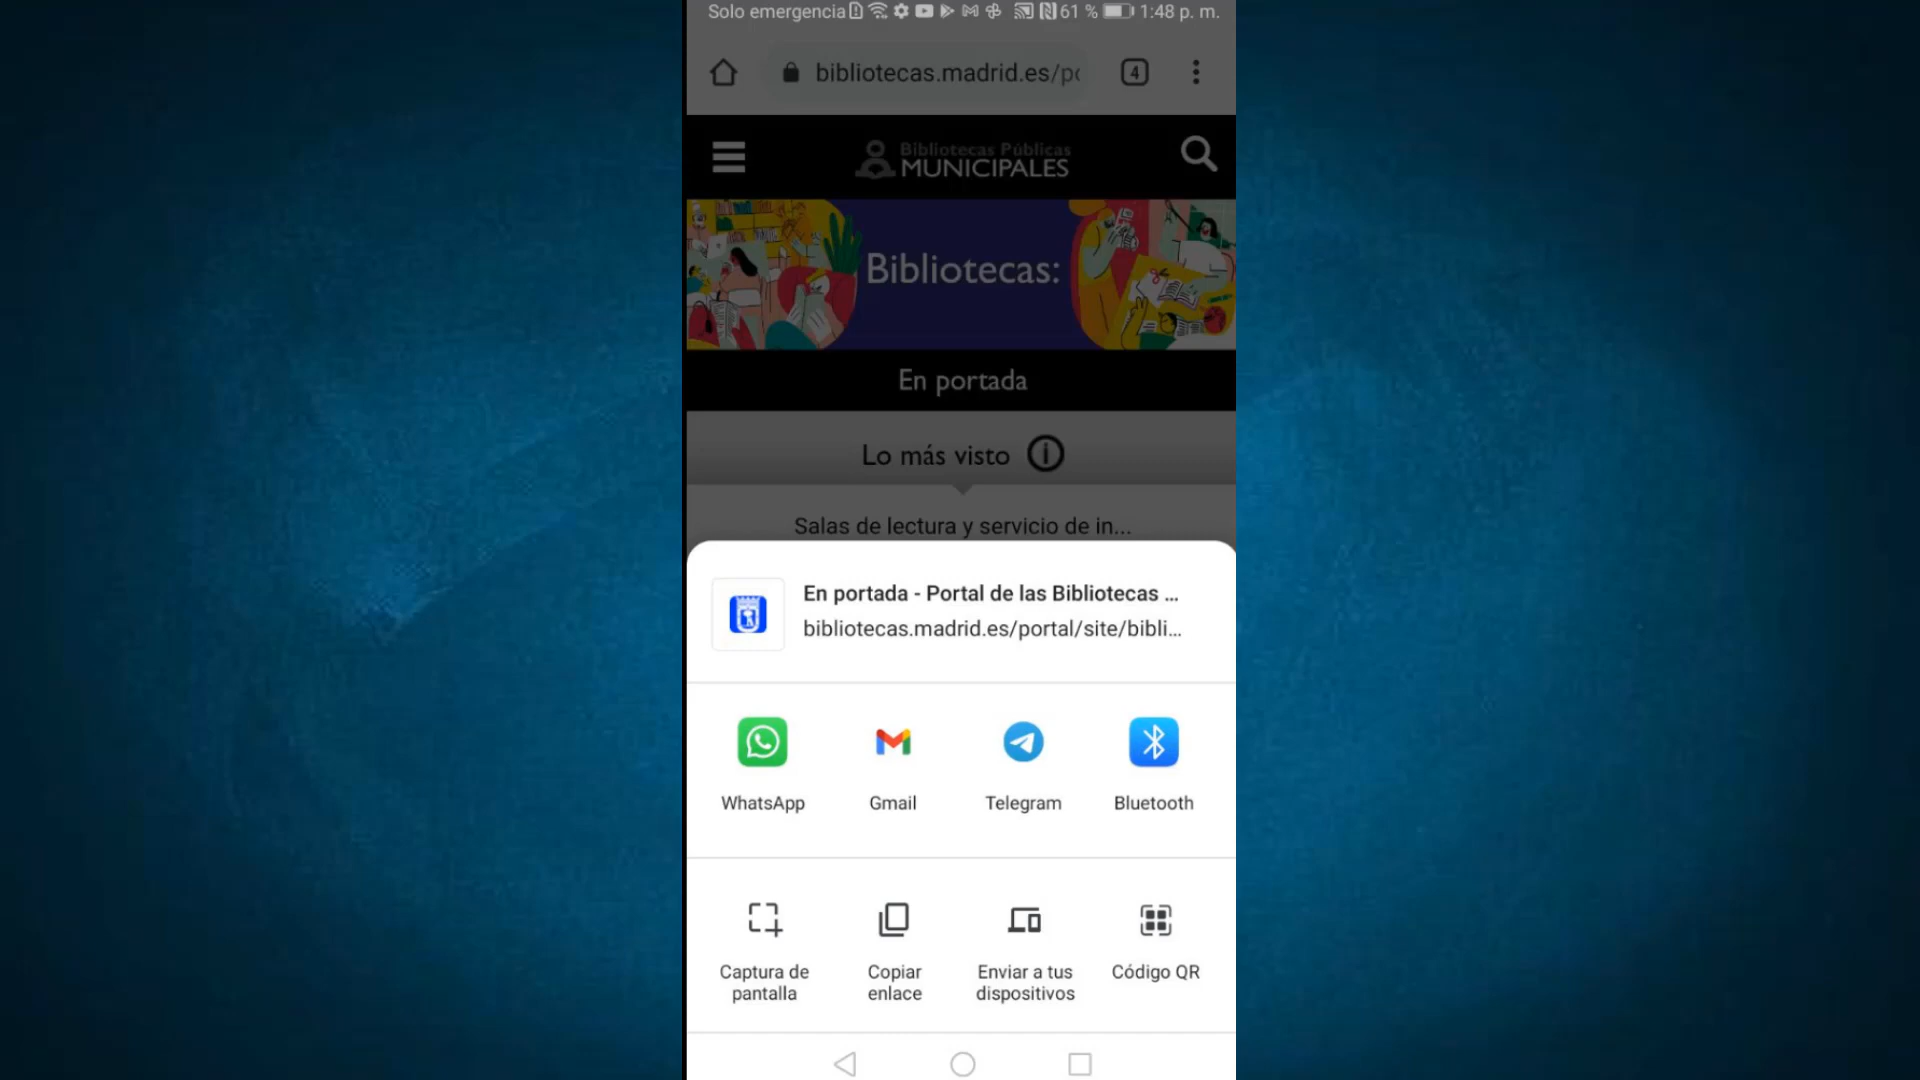 Solo emergencia 61 % 1:48 p. m.
bibliotecas.madrid.es/po 4
Bibliotecas Públicas
MUNICIPALES
Bibliotecas:
En portada
Lo más visto
Salas de lectura y servicio de in...
En portada - Portal de las Bibliotecas ...
bibliotecas.madrid.es/portal/site/bibli...
WhatsApp Gmail Telegram Bluetooth
Captura de pantalla
Copiar enlace
Enviar a tus dispositivos
Código QR